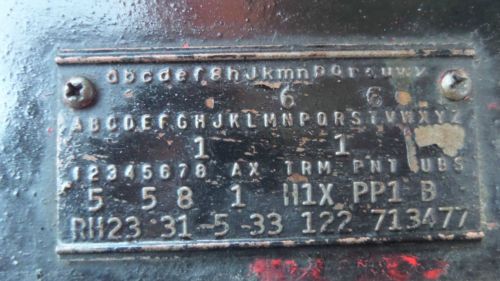 abcdefghJkmnpqrsuwxy
6 6
ABCDEFGHJKLMNPQRSTVWXYZ
1 1
12345678 AX TRM PNT UBS
5 5 8 1 H1X PP1 B
RH23 31-5-33 122 713477